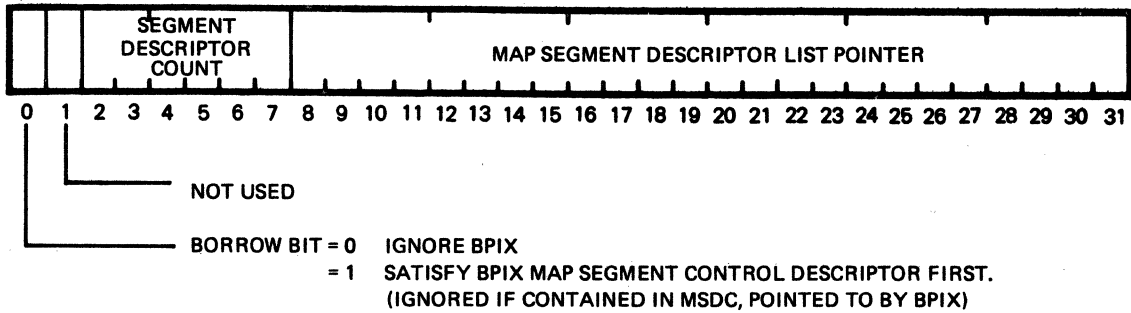 SEGMENT
DESCRIPTOR
COUNT
MAP SEGMENT DESCRIPTOR LIST POINTER
0 1 2 3 4 5 6 7 8 9 10 11 12 13 14 15 16 17 18 19 20 21 22 23 24 25 26 27 28 29 30 31
NOT USED
BORROW BIT = 0 IGNORE BPIX
= 1 SATISFY BPIX MAP SEGMENT CONTROL DESCRIPTOR FIRST.
(IGNORED IF CONTAINED IN MSDC, POINTED TO BY BPIX)